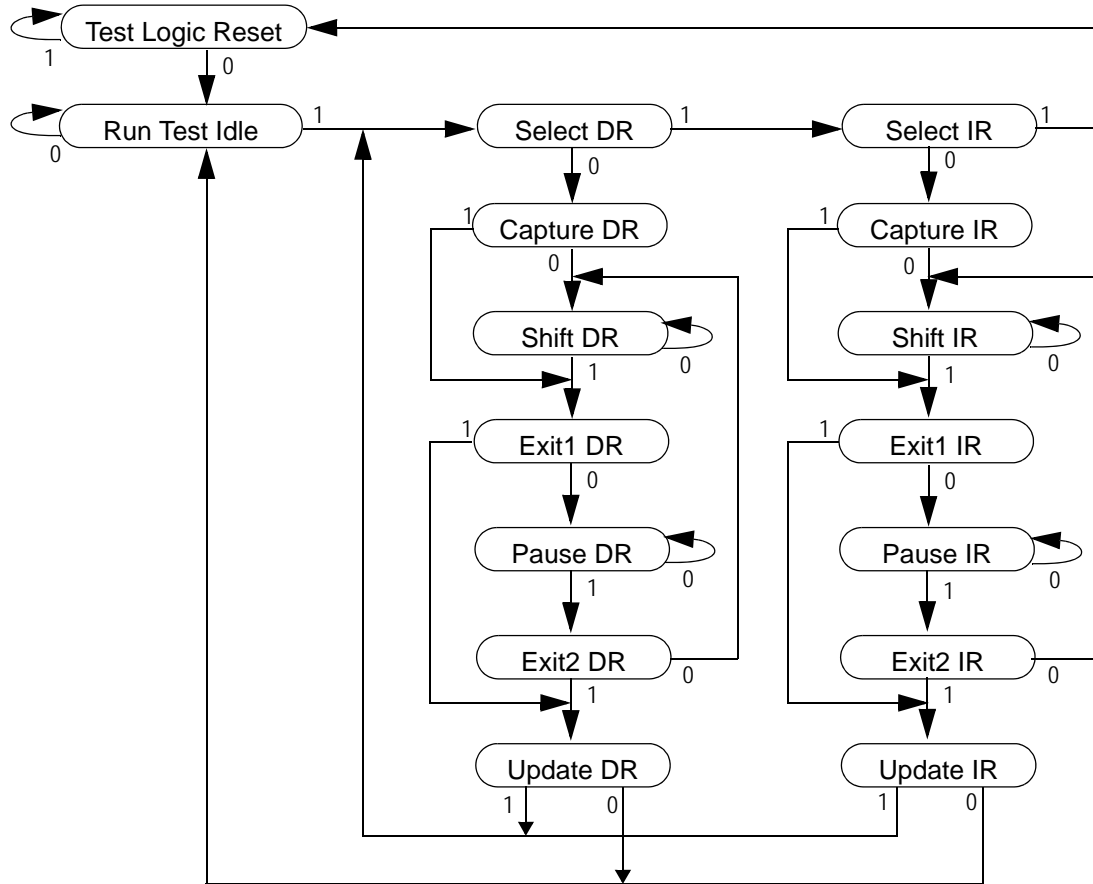 Test Logic Reset
1
0
Run Test Idle
1
Select DR
1
Select IR
1
0
0
0
1
Capture DR
1
Capture IR
0
0
Shift DR
0
Shift IR
0
1
1
1
Exit1 DR
1
Exit1 IR
0
0
Pause DR
0
Pause IR
0
1
1
Exit2 DR
0
Exit2 IR
0
1
1
Update DR
Update IR
1
0
1
0